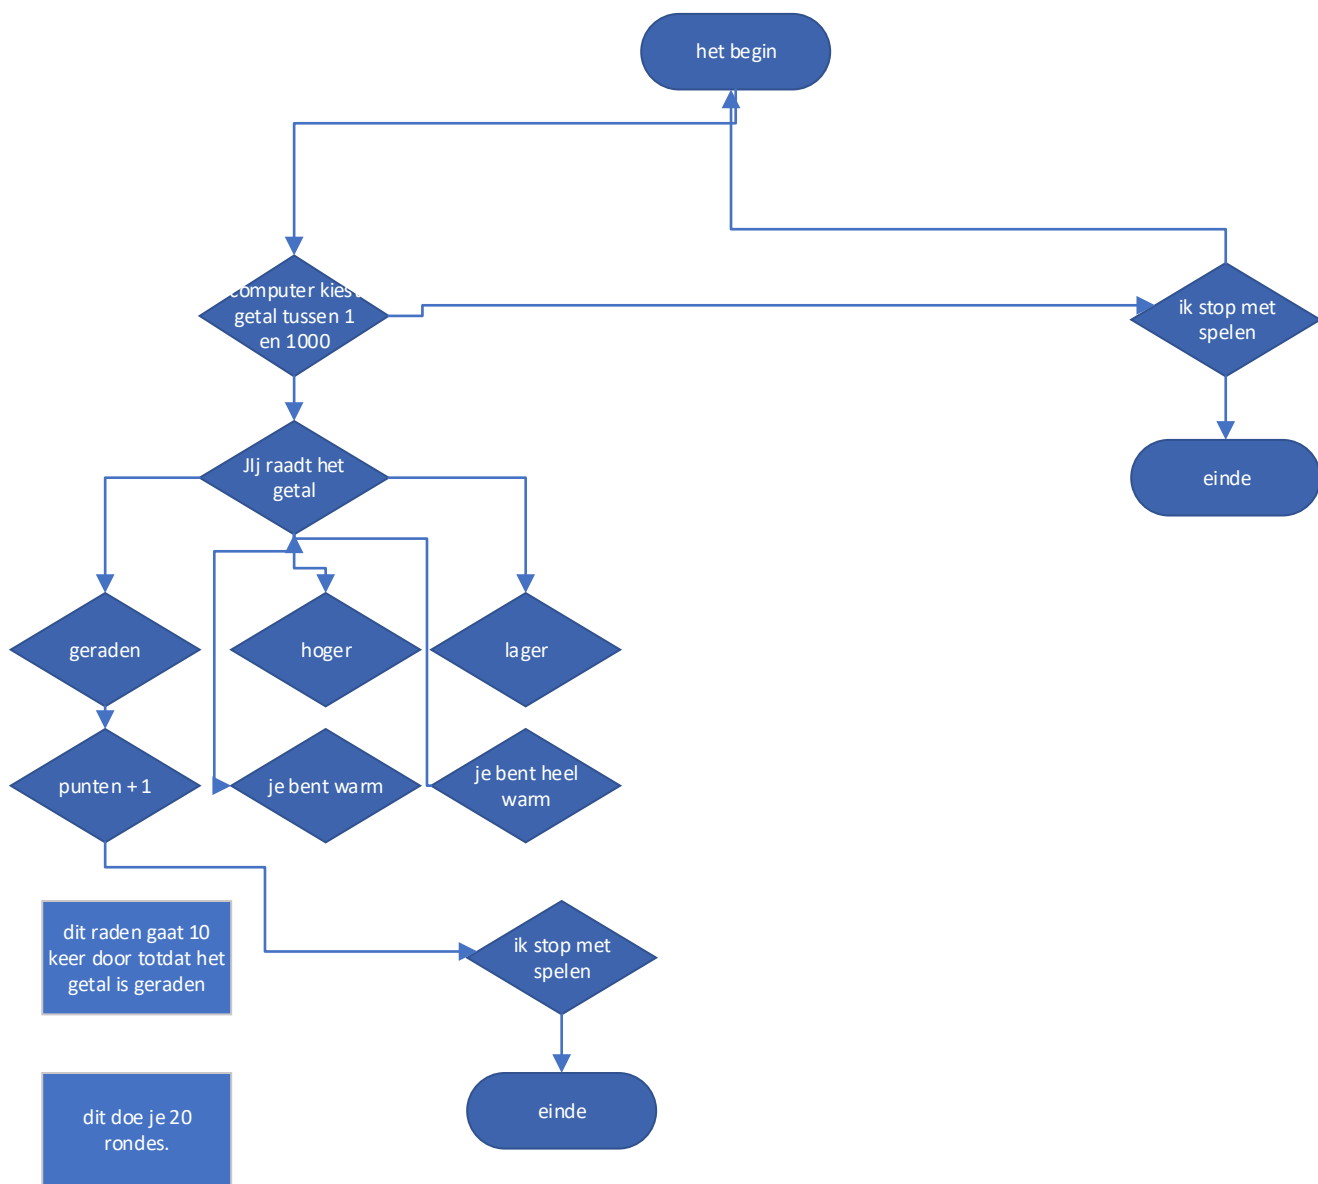 het begin
computer kiest
getal tussen 1
en 1000
ik stop met
spelen
JIj raadt het
getal
einde
geraden
hoger
lager
punten + 1
je bent warm
je bent heel
warm
dit raden gaat 10
keer door totdat het
getal is geraden
ik stop met
spelen
dit doe je 20
rondes.
einde